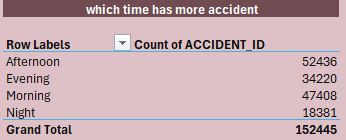 which time has more accident
Row Labels Count of ACCIDENT_ID
Afternoon 52436
Evening 34220
Morning 47408
Night 18381
Grand Total 152445